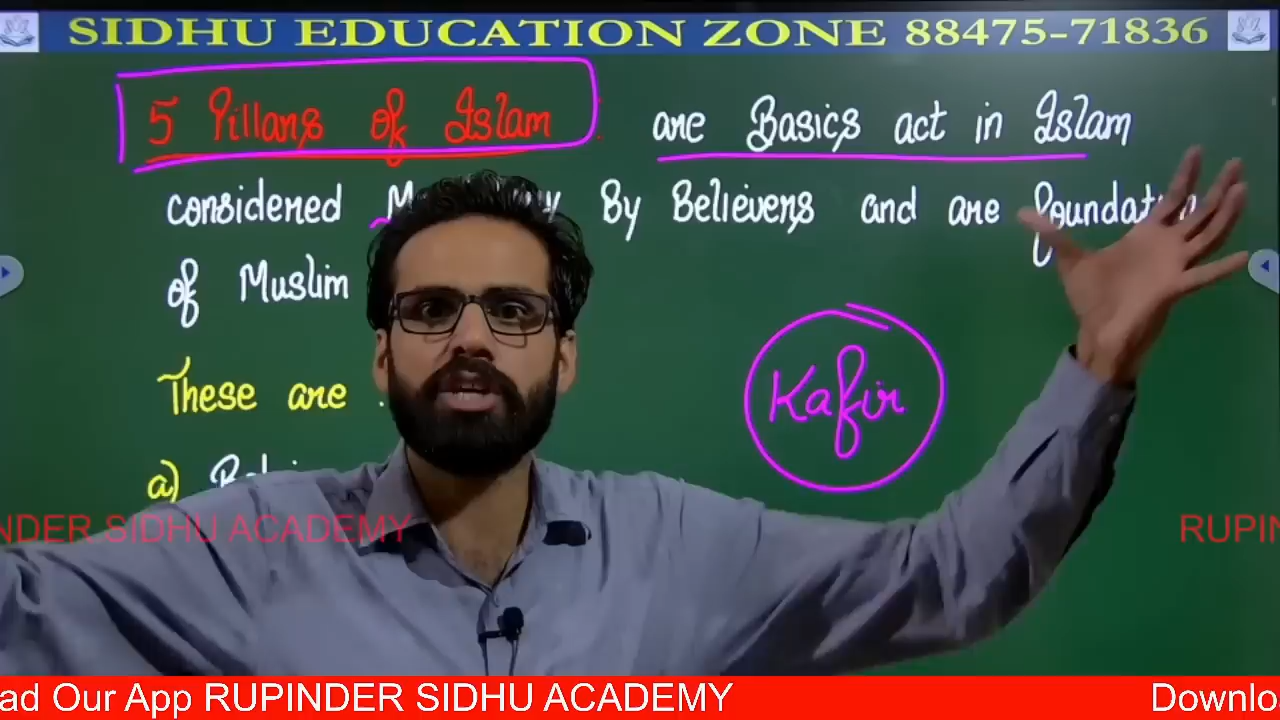 SIDHU EDUCATION ZONE 88475-71836
5 Pillars of Islam : are Basics act in Islam
considered By Believers and are
of Muslim
These are
Kafir
a)
NDER SIDHU ACADEMY
RUPIN
ad Our App RUPINDER SIDHU ACADEMY
Downlo